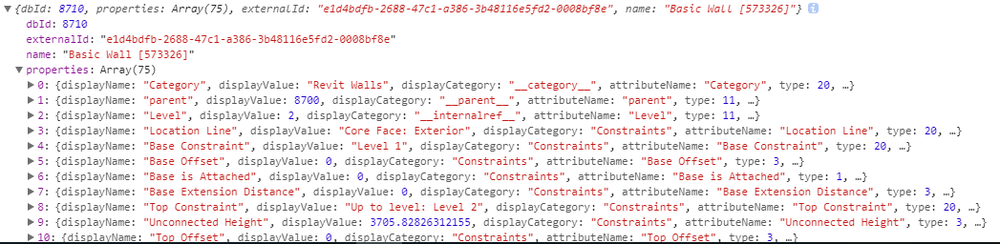 {dbId: 8710, properties: Array(75), externalId: "e1d4bdfb-2688-47c1-a386-3b48116e5fd2-0008bf8e", name: "Basic Wall [573326]"} i
dbId: 8710
externalId: "e1d4bdfb-2688-47c1-a386-3b48116e5fd2-0008bf8e"
name: "Basic Wall [573326]"
properties: Array(75)
0: {displayName: "Category", displayValue: "Revit Walls", displayCategory: "__category__", attributeName: "Category", type: 20, …}
1: {displayName: "parent", displayValue: 8700, displayCategory: "__parent__", attributeName: "parent", type: 11, …}
2: {displayName: "Level", displayValue: 2, displayCategory: "__internalref__", attributeName: "Level", type: 11, …}
3: {displayName: "Location Line", displayValue: "Core Face: Exterior", displayCategory: "Constraints", attributeName: "Location Line", type: 20, …}
4: {displayName: "Base Constraint", displayValue: "Level 1", displayCategory: "Constraints", attributeName: "Base Constraint", type: 20, …}
5: {displayName: "Base Offset", displayValue: 0, displayCategory: "Constraints", attributeName: "Base Offset", type: 3, …}
6: {displayName: "Base is Attached", displayValue: 0, displayCategory: "Constraints", attributeName: "Base is Attached", type: 1, …}
7: {displayName: "Base Extension Distance", displayValue: 0, displayCategory: "Constraints", attributeName: "Base Extension Distance", type: 3, …}
8: {displayName: "Top Constraint", displayValue: "Up to level: Level 2", displayCategory: "Constraints", attributeName: "Top Constraint", type: 20, …}
9: {displayName: "Unconnected Height", displayValue: 3705.82826312155, displayCategory: "Constraints", attributeName: "Unconnected Height", type: 3, …}
10: {displayName: "Top Offset", displayValue: 0, displayCategory: "Constraints", attributeName: "Top Offset", type: 3, …}